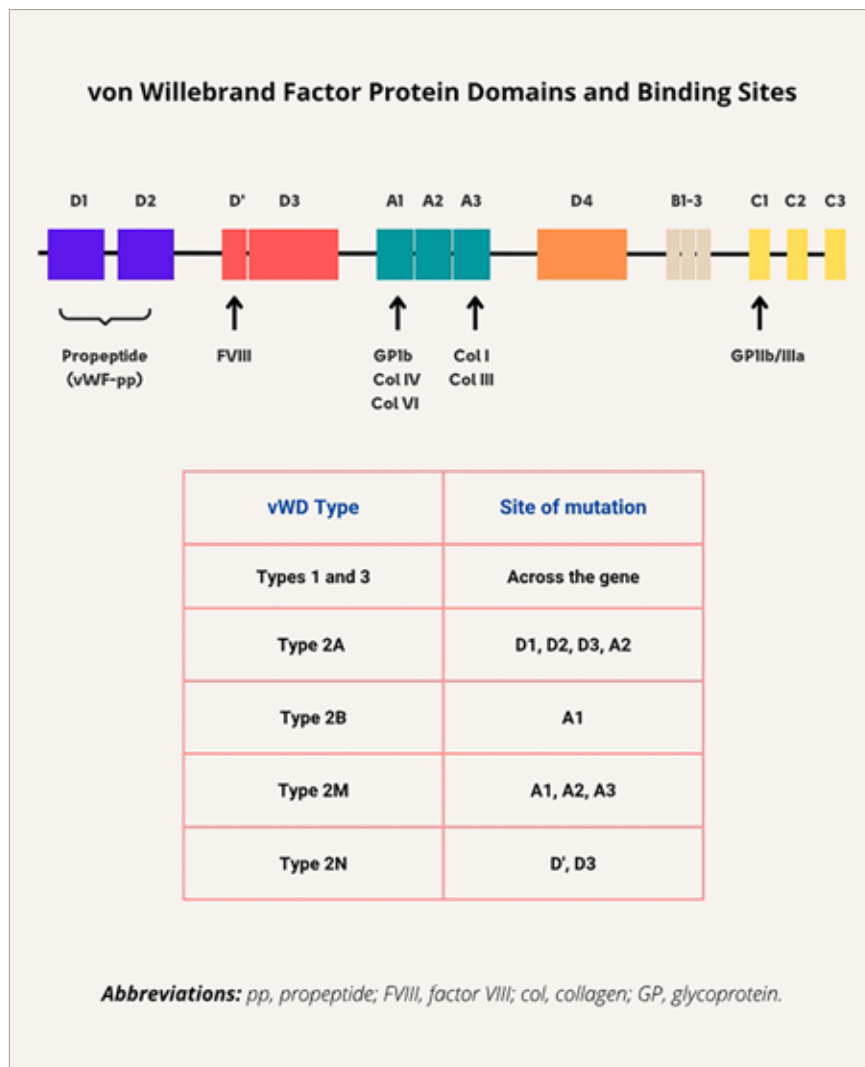 von Willebrand Factor Protein Domains and Binding Sites
D1 D2 D' D3 A1 A2 A3 D4 B1-3 C1 C2 C3
Propeptide FVIII GP1b Col I GPIIb/IIIa
(vWF-pp) Col IV Col III
Col VI
vWD Type Site of mutation
Types 1 and 3 Across the gene
Type 2A D1, D2, D3, A2
Type 2B A1
Type 2M A1, A2, A3
Type 2N D', D3
Abbreviations: pp, propeptide; FVIII, factor VIII; col, collagen; GP, glycoprotein.